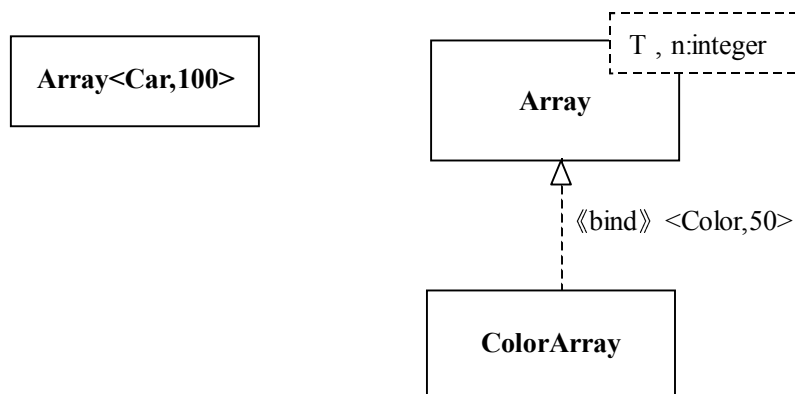 T , n:integer
Array<Car,100>
Array
《bind》 <Color,50>
ColorArray